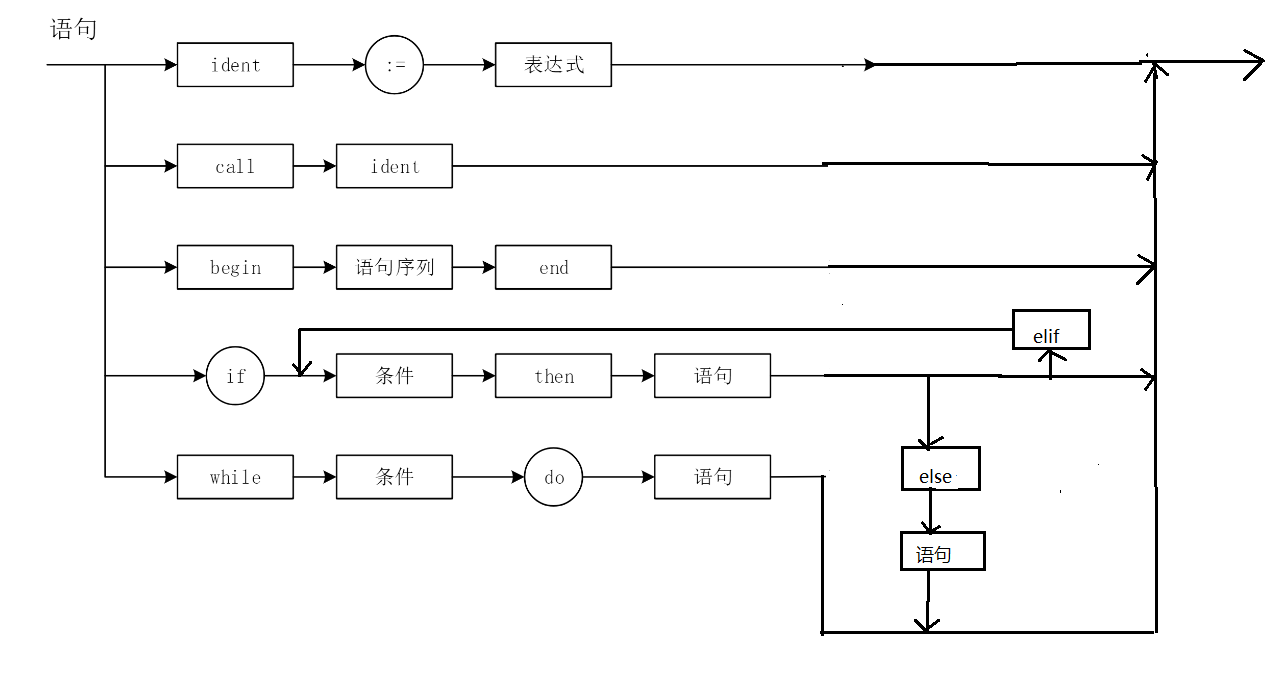 语句
ident := 表达式
call ident
begin 语句序列 end
elif
if 条件 then 语句
while 条件 do 语句 else
语句